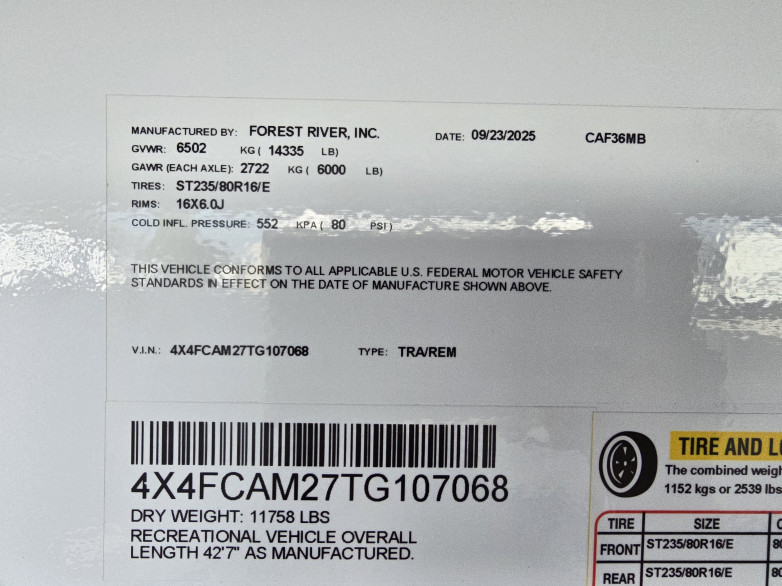 MANUFACTURED BY: FOREST RIVER, INC. DATE: 09/23/2025 CAF36MB
GVWR: 6502 KG ( 14335 LB)
GAWR (EACH AXLE): 2722 KG ( 6000 LB)
TIRES: ST235/80R16/E
RIMS: 16X6.0J
COLD INFL. PRESSURE: 552 KPA ( 80 PSI )
THIS VEHICLE CONFORMS TO ALL APPLICABLE U.S. FEDERAL MOTOR VEHICLE SAFETY
STANDARDS IN EFFECT ON THE DATE OF MANUFACTURE SHOWN ABOVE.
V.I.N.: 4X4FCAM27TG107068 TYPE: TRA/REM
4X4FCAM27TG107068
DRY WEIGHT: 11758 LBS
RECREATIONAL VEHICLE OVERALL
LENGTH 42'7" AS MANUFACTURED.
TIRE AND
The combined
1152 kgs or 2539 lbs
TIRE SIZE
FRONT ST235/80R16/E
REAR ST235/80R16/E